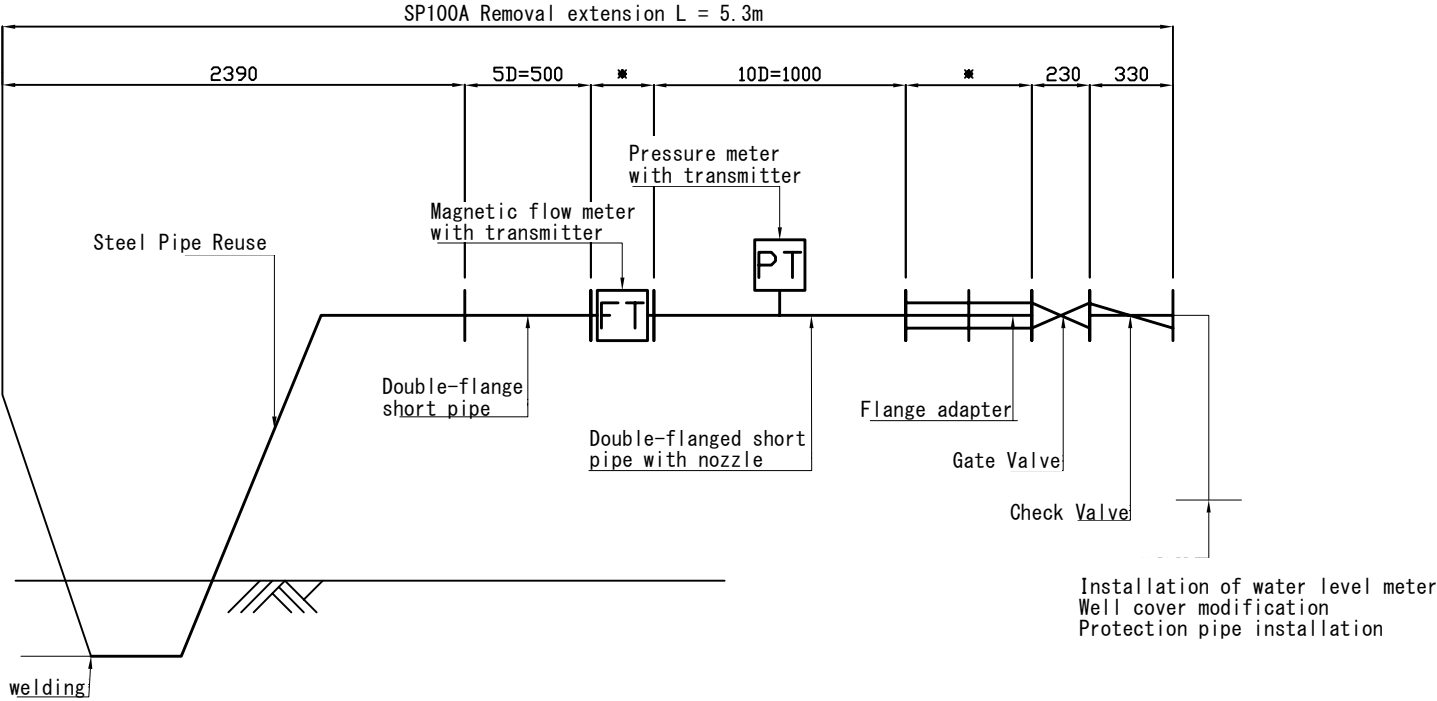 SP100A Removal extension L = 5.3m
2390
5D=500
*
10D=1000
*
230
330
Pressure meter
with transmitter
Magnetic flow meter
with transmitter
Steel Pipe Reuse
PT
FT
Double-flange
short pipe
Flange adapter
Double-flanged short
pipe with nozzle
Gate Valve
Check Valve
Installation of water level meter
Well cover modification
Protection pipe installation
welding